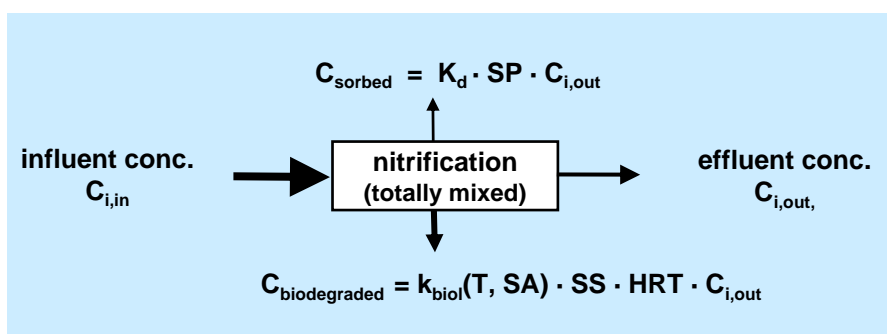 C_sorbed = K_d · SP · C_i,out
influent conc.
C_i,in
nitrification
(totally mixed)
effluent conc.
C_i,out,
C_biodegraded = k_biol(T, SA) · SS · HRT · C_i,out